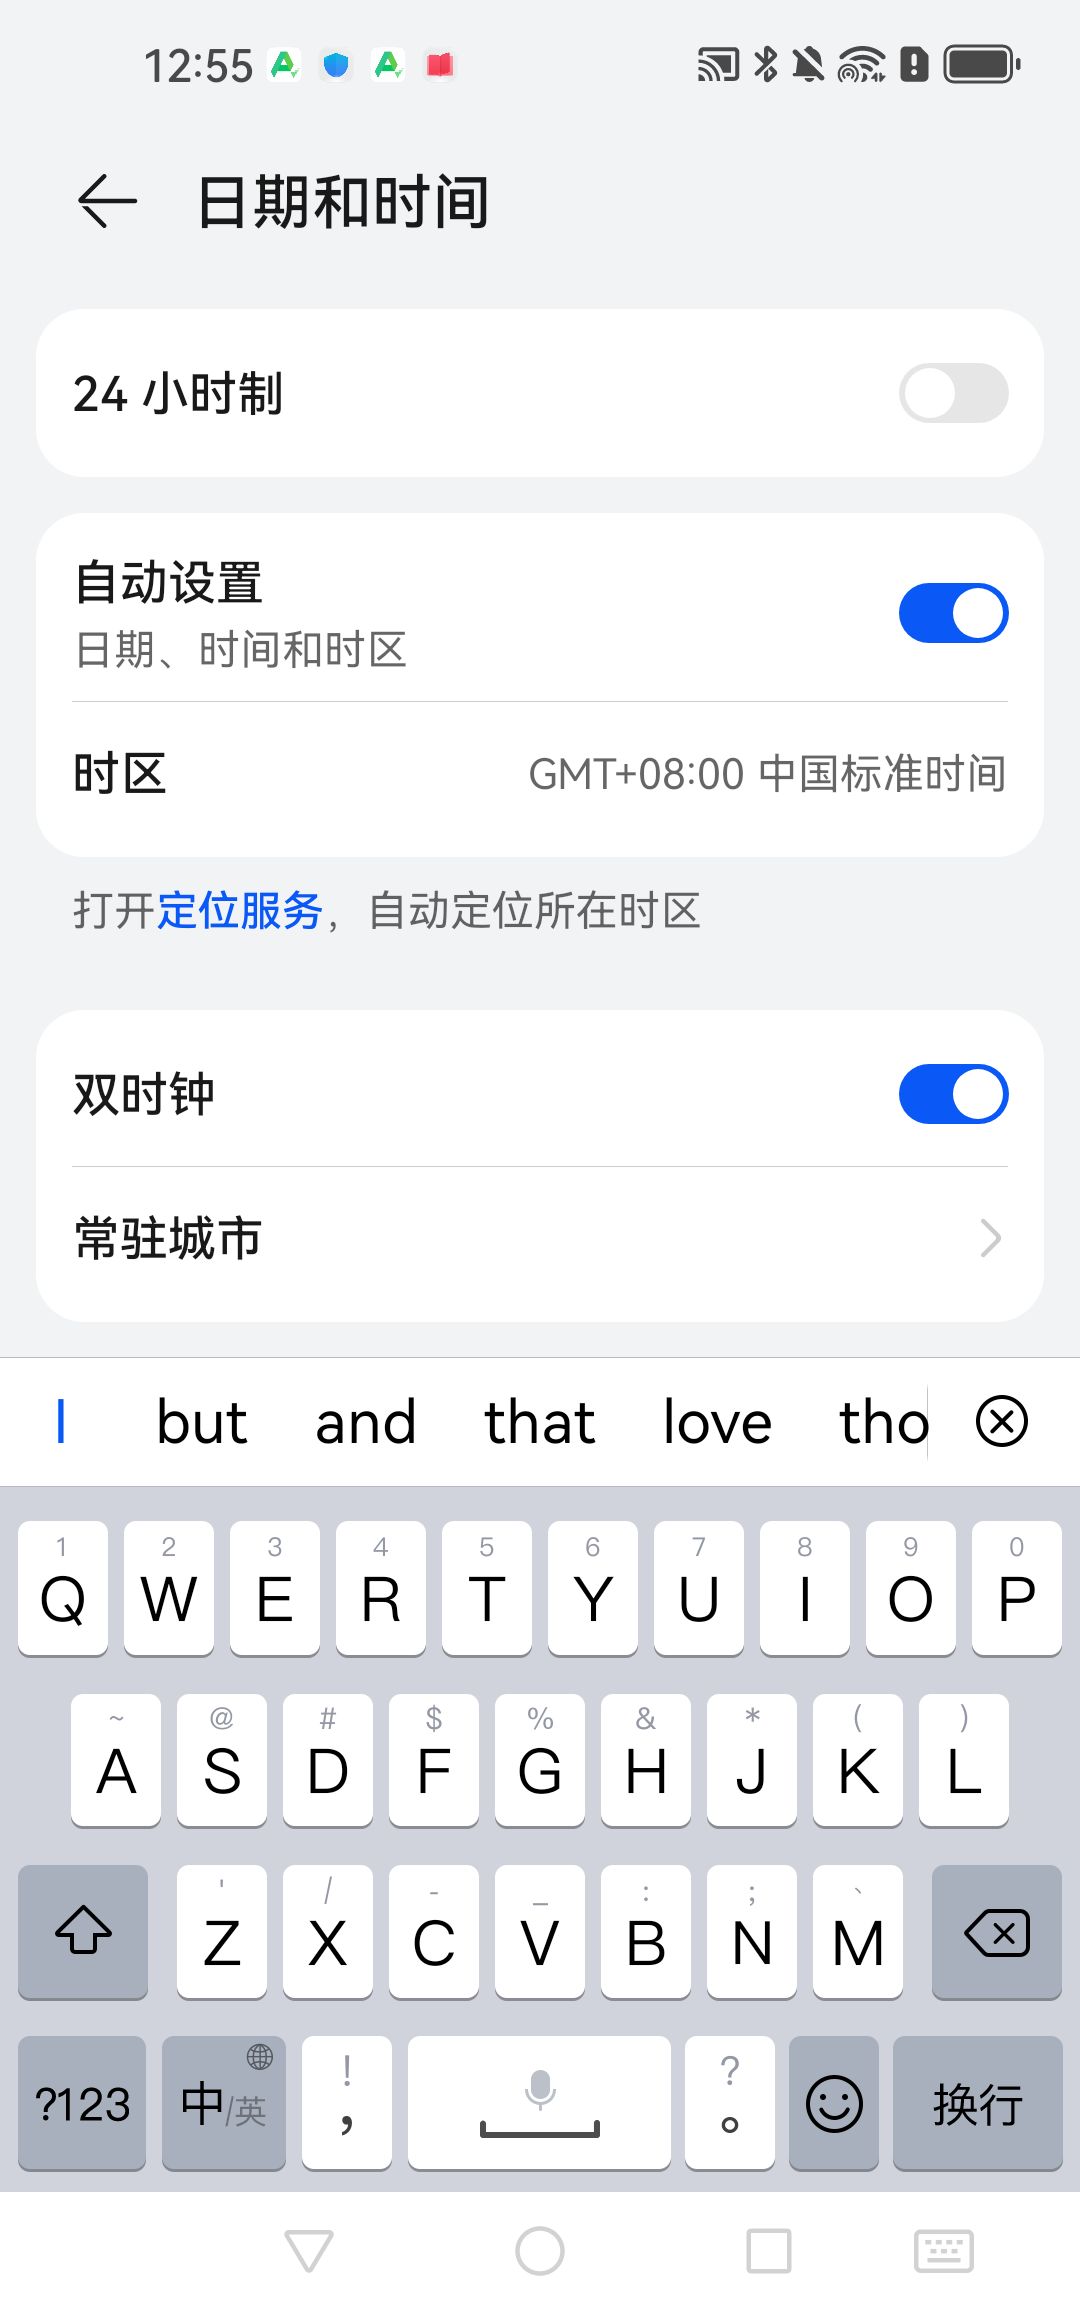 12:55
日期和时间
24 小时制
自动设置
日期、时间和时区
时区 GMT+08:00 中国标准时间
打开定位服务，自动定位所在时区
双时钟
常驻城市
I but and that love tho
1 2 3 4 5 6 7 8 9 0
Q W E R T Y U I O P
~ @ # $ % & * ( )
A S D F G H J K L
' / - _ : ; 、
Z X C V B N M
! ?
?123 中/英 , 。 换行